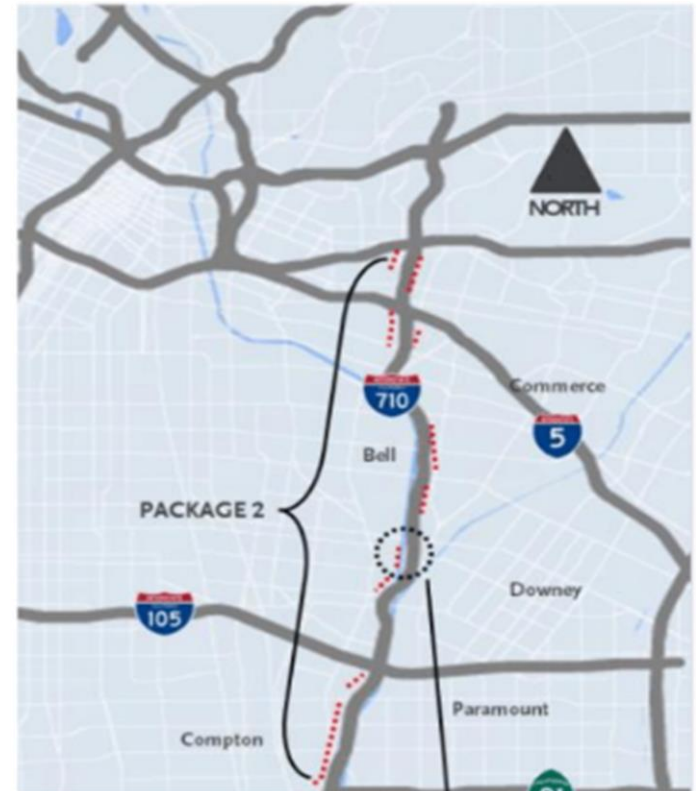 NORTH
Commerce
710
5
Bell
PACKAGE 2
Downey
105
Paramount
Compton